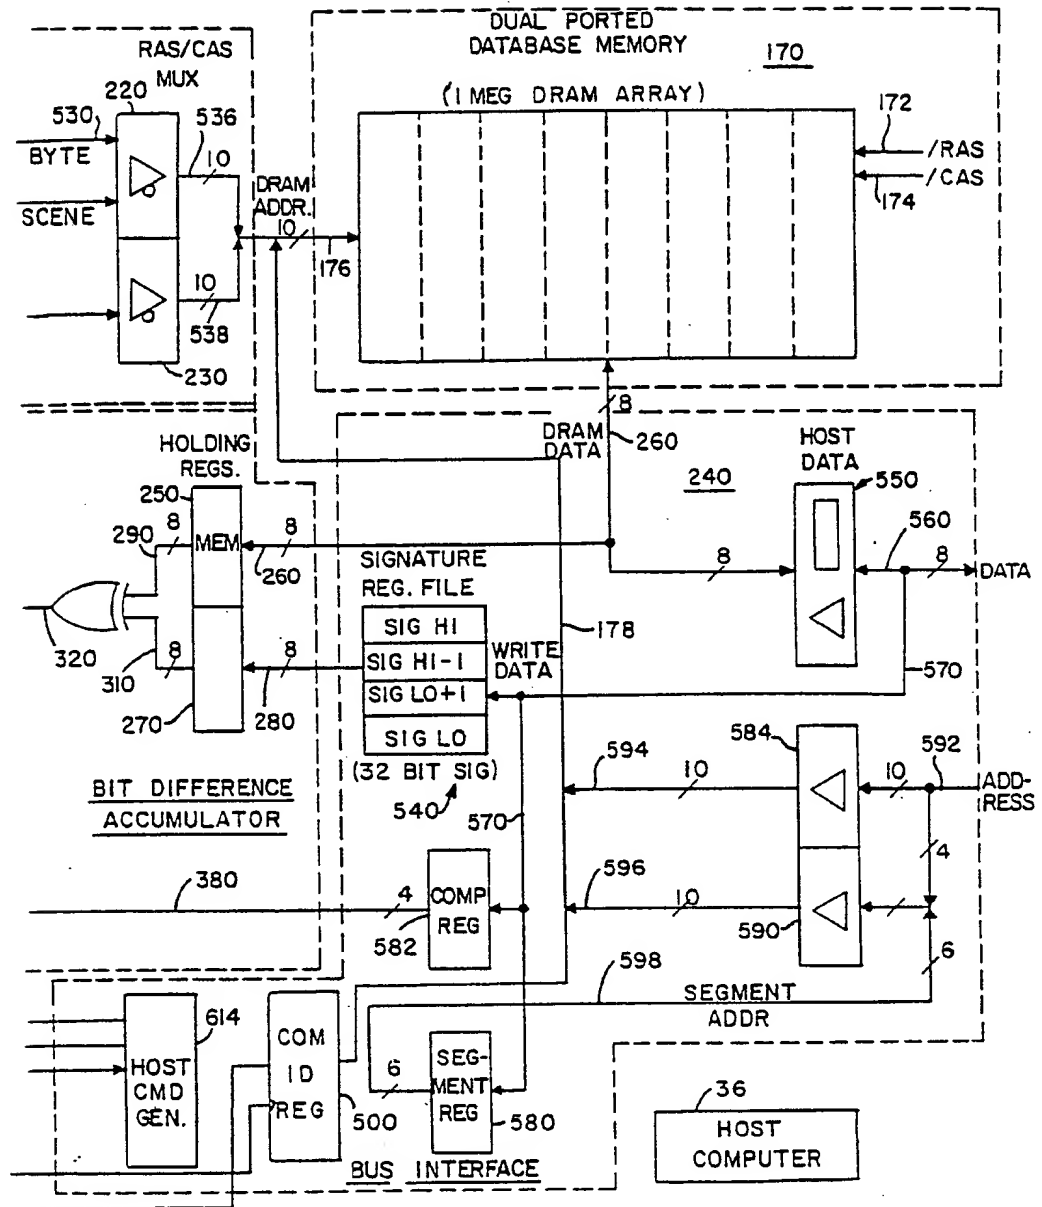 DUAL PORTED
DATABASE MEMORY
170
(1 MEG DRAM ARRAY)
RAS/CAS
MUX
220
530
BYTE
SCENE
536
10
10
538
230
DRAM
ADDR.
10
176
172
/RAS
/CAS
174
8
DRAM
DATA
260
240
HOST
DATA
550
560
8
DATA
8
570
HOLDING
REGS.
250
8
290
MEM
8
260
320
310
8
270
8
280
SIGNATURE
REG. FILE
SIG HI
SIG HI-1
SIG LO+1
SIG LO
(32 BIT SIG)
540
WRITE
DATA
178
570
BIT DIFFERENCE
ACCUMULATOR
584
592
594
10
10
ADD-
RESS
4
596
10
590
6
380
4
COMP
REG
582
598
SEGMENT
ADDR
614
HOST
CMD
GEN.
COM
ID
REG
500
6
SEG-
MENT
REG
580
BUS INTERFACE
36
HOST
COMPUTER